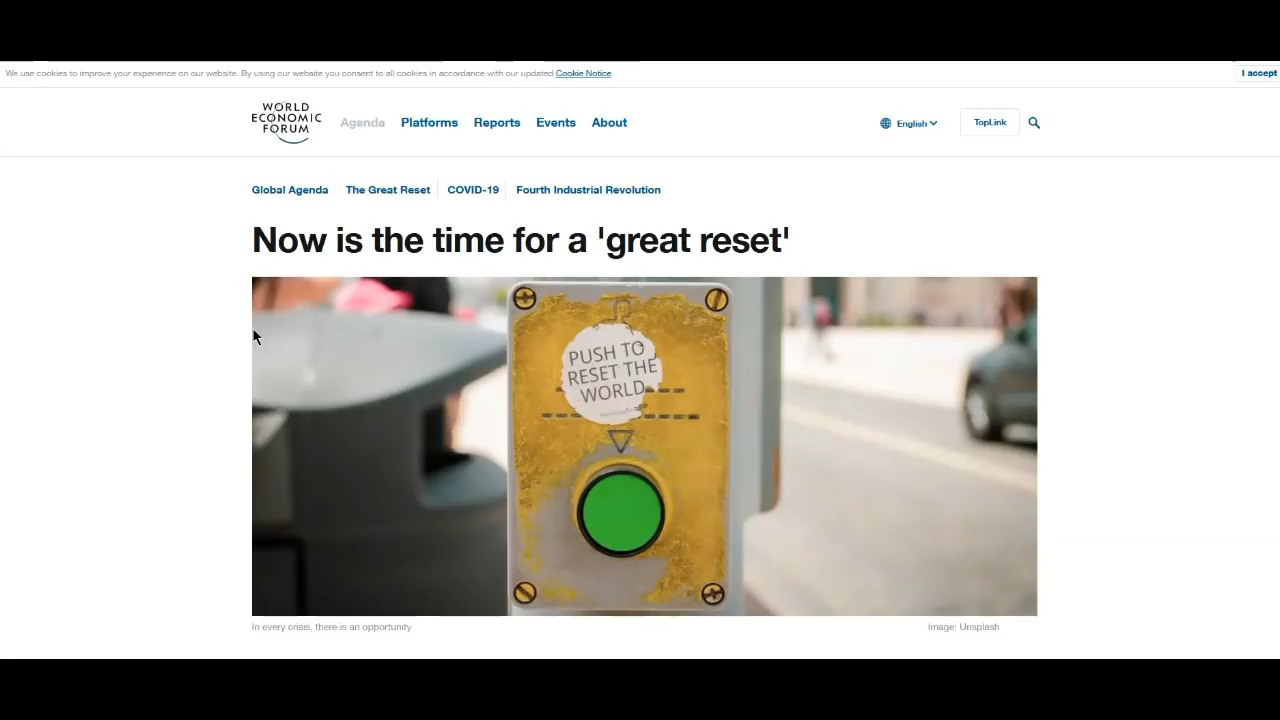 We use cookies to improve your experience on our website. By using our website you consent to all cookies in accordance with our updated Cookie Notice.
I accept
WORLD
ECONOMIC
FORUM
Agenda Platforms Reports Events About
English
TopLink
Global Agenda The Great Reset COVID-19 Fourth Industrial Revolution
Now is the time for a 'great reset'
PUSH TO
RESET THE
WORLD
In every crisis, there is an opportunity
Image: Unsplash